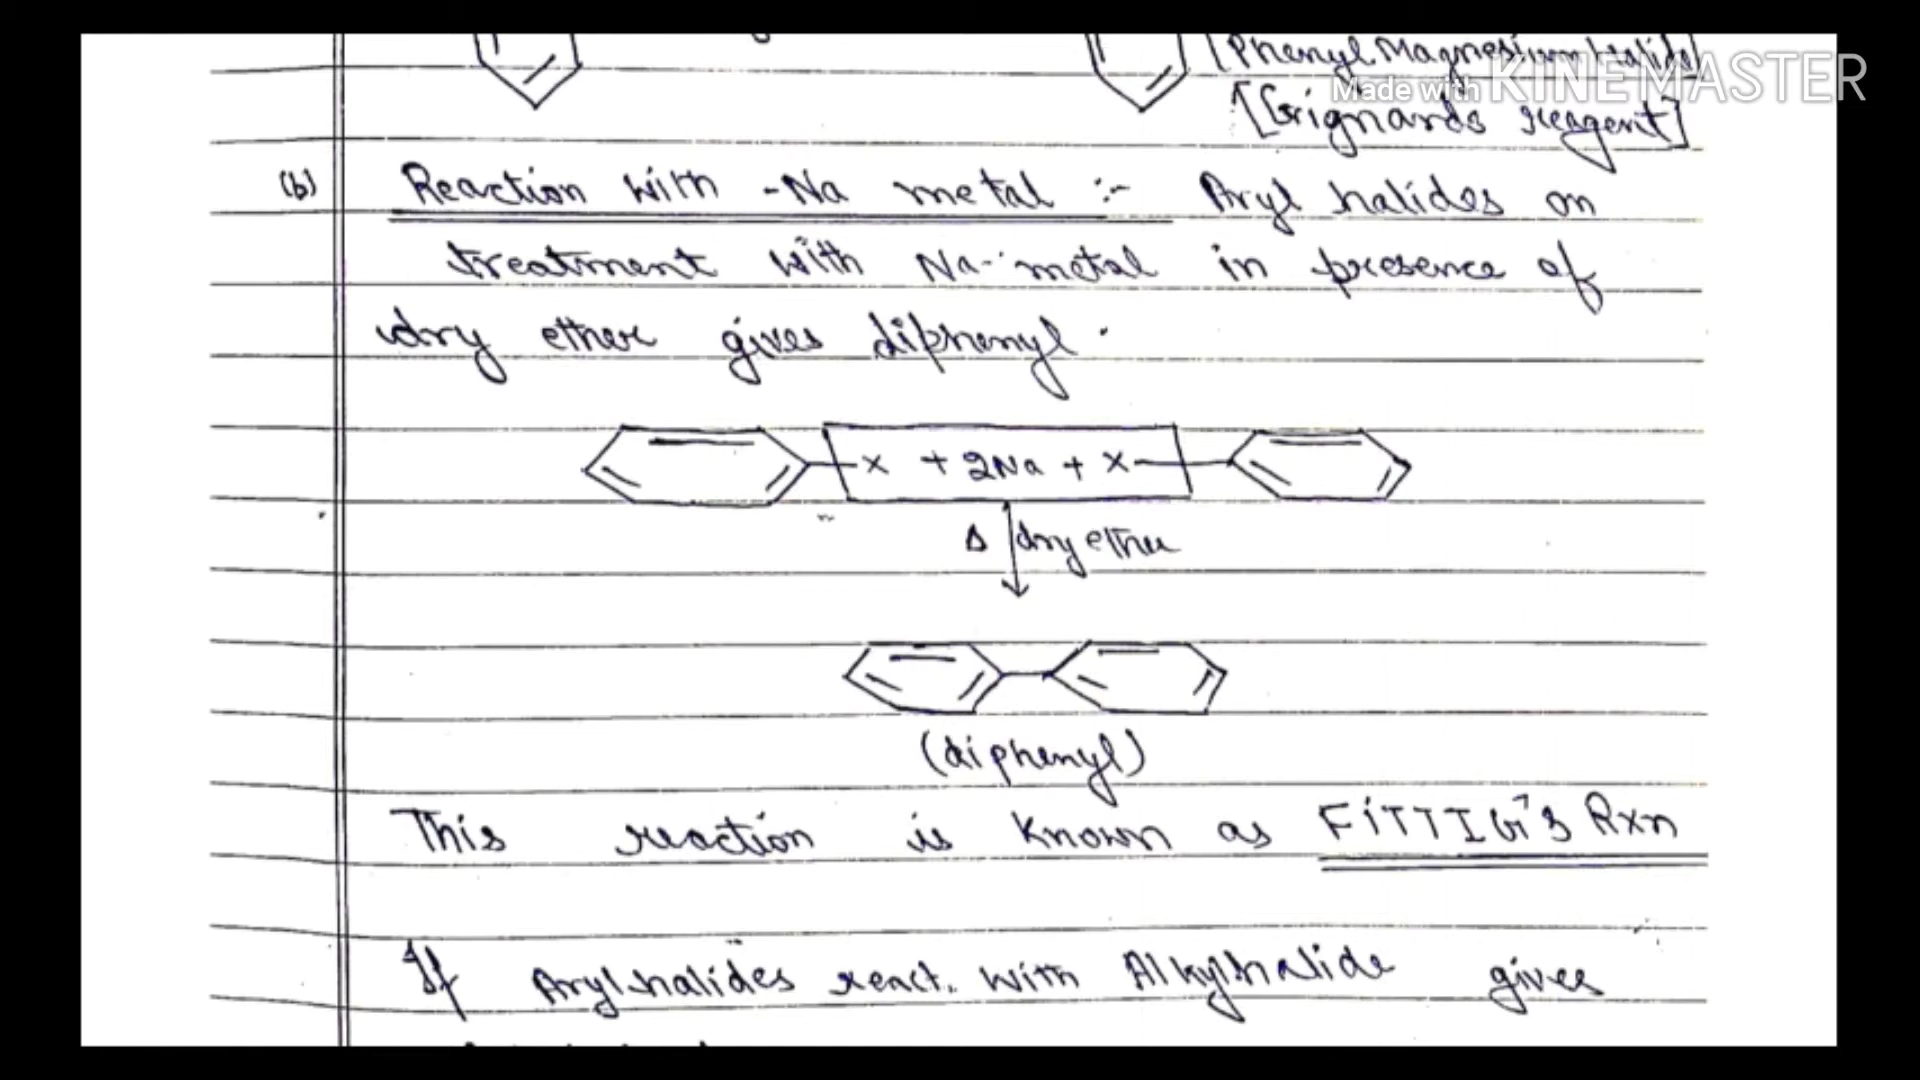 [Phenyl Magnesium Halide]
Made with KINEMASTER
[Grignards reagent]
(b) Reaction with -Na metal :- Aryl halides on
treatment with Na-metal in presence of
dry ether gives diphenyl.
x + 2Na + x
Δ dry ether
(diphenyl)
This reaction is known as FiTTIG's Rxn
If Arylhalides react. with Alkylhalide gives